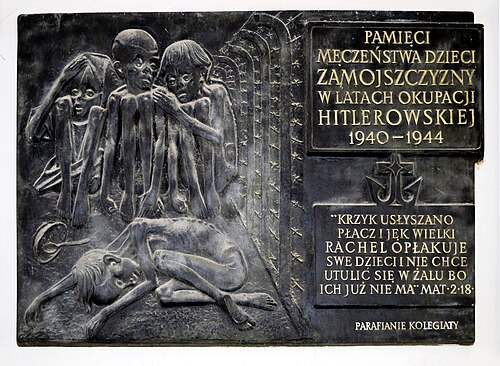 PAMIĘCI
MĘCZEŃSTWA DZIECI
ZAMOJSZCZYZNY
W LATACH OKUPACJI
HITLEROWSKIEJ
1940-1944
"KRZYK USŁYSZANO
PŁACZ I JĘK WIELKI
RACHEL OPŁAKUJE
SWE DZIECI I NIE CHCE
UTULIĆ SIĘ W ŻALU BO
ICH JUŻ NIE MA" MAT·2·18·
PARAFIANIE KOLEGIATY